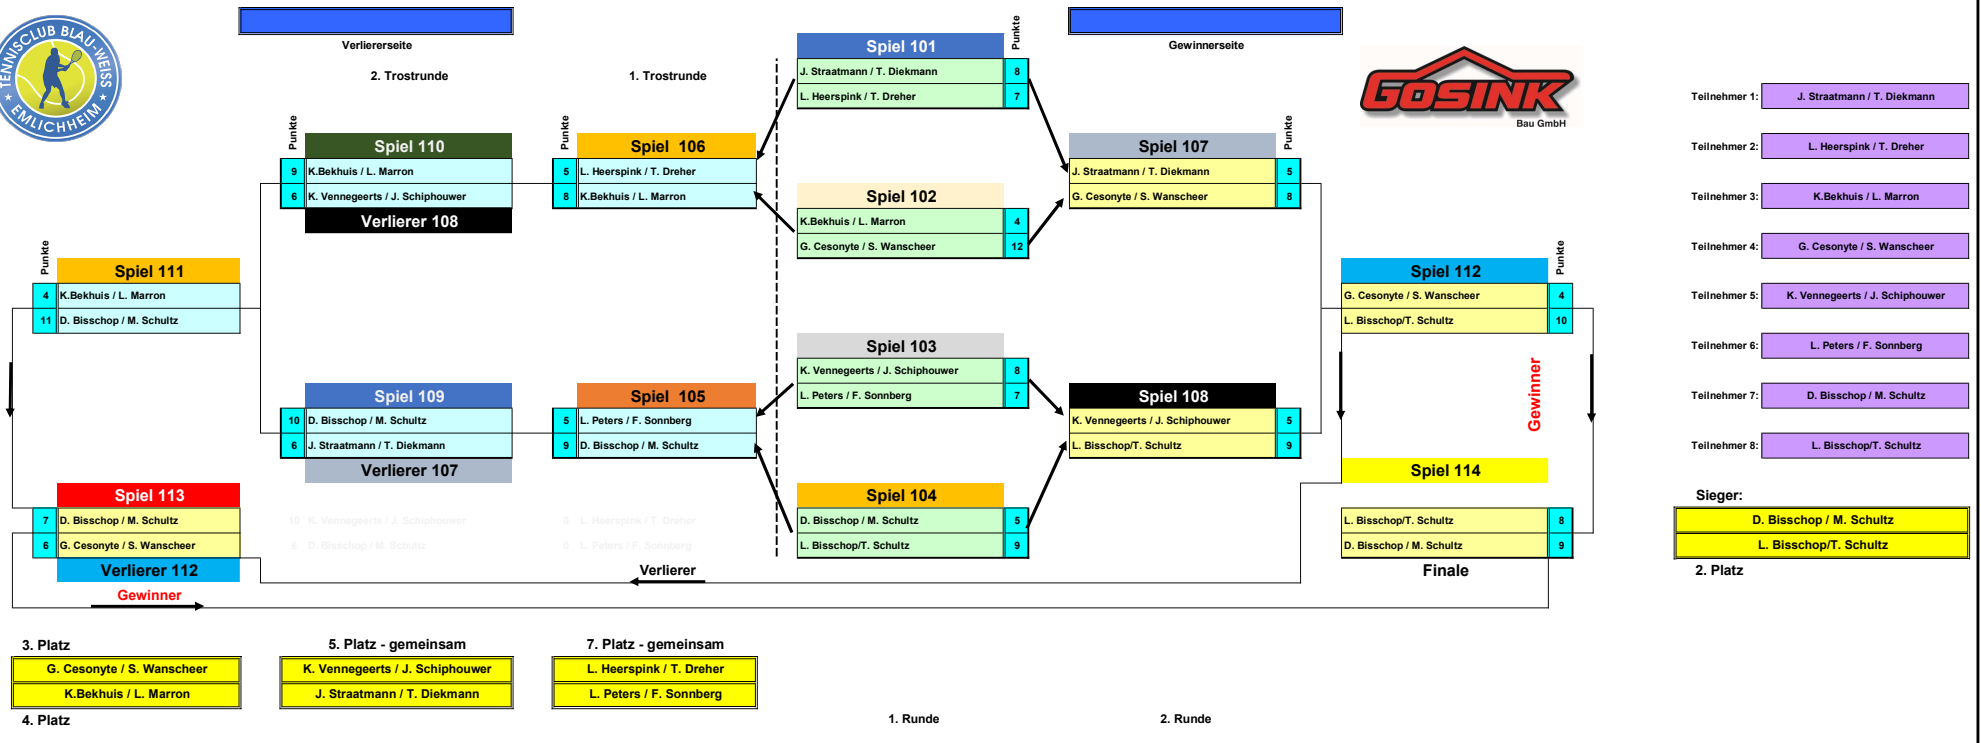 TENNISCLUB BLAU-WEISS
★ EMLICHHEIM ★
Verliererseite
2. Trostrunde
1. Trostrunde
Gewinnerseite
GOSINK
Bau GmbH
Spiel 101
Punkte
J. Straatmann / T. Diekmann 8
L. Heerspink / T. Dreher 7
Punkte
Spiel 110
9 K.Bekhuis / L. Marron
6 K. Vennegeerts / J. Schiphouwer
Verlierer 108
Punkte
Spiel 106
5 L. Heerspink / T. Dreher
8 K.Bekhuis / L. Marron
Spiel 102
K.Bekhuis / L. Marron 4
G. Cesonyte / S. Wanscheer 12
Spiel 107
Punkte
J. Straatmann / T. Diekmann 5
G. Cesonyte / S. Wanscheer 8
Punkte
Spiel 111
4 K.Bekhuis / L. Marron
11 D. Bisschop / M. Schultz
Spiel 112
Punkte
G. Cesonyte / S. Wanscheer 4
L. Bisschop/T. Schultz 10
Spiel 103
K. Vennegeerts / J. Schiphouwer 8
L. Peters / F. Sonnberg 7
Spiel 109
10 D. Bisschop / M. Schultz
6 J. Straatmann / T. Diekmann
Verlierer 107
Spiel 105
5 L. Peters / F. Sonnberg
9 D. Bisschop / M. Schultz
Spiel 108
K. Vennegeerts / J. Schiphouwer 5
L. Bisschop/T. Schultz 9
Gewinner
Spiel 113
7 D. Bisschop / M. Schultz
6 G. Cesonyte / S. Wanscheer
Verlierer 112
Gewinner
10 K. Vennegeerts / J. Schiphouwer
6 D. Bisschop / M. Schultz
L. Heerspink / T. Dreher
L. Peters / F. Sonnberg
Verlierer
Spiel 104
D. Bisschop / M. Schultz 5
L. Bisschop/T. Schultz 9
Spiel 114
L. Bisschop/T. Schultz 8
D. Bisschop / M. Schultz 9
Finale
Teilnehmer 1: J. Straatmann / T. Diekmann
Teilnehmer 2: L. Heerspink / T. Dreher
Teilnehmer 3: K.Bekhuis / L. Marron
Teilnehmer 4: G. Cesonyte / S. Wanscheer
Teilnehmer 5: K. Vennegeerts / J. Schiphouwer
Teilnehmer 6: L. Peters / F. Sonnberg
Teilnehmer 7: D. Bisschop / M. Schultz
Teilnehmer 8: L. Bisschop/T. Schultz
Sieger:
D. Bisschop / M. Schultz
L. Bisschop/T. Schultz
2. Platz
3. Platz
G. Cesonyte / S. Wanscheer
K.Bekhuis / L. Marron
4. Platz
5. Platz - gemeinsam
K. Vennegeerts / J. Schiphouwer
J. Straatmann / T. Diekmann
7. Platz - gemeinsam
L. Heerspink / T. Dreher
L. Peters / F. Sonnberg
1. Runde
2. Runde